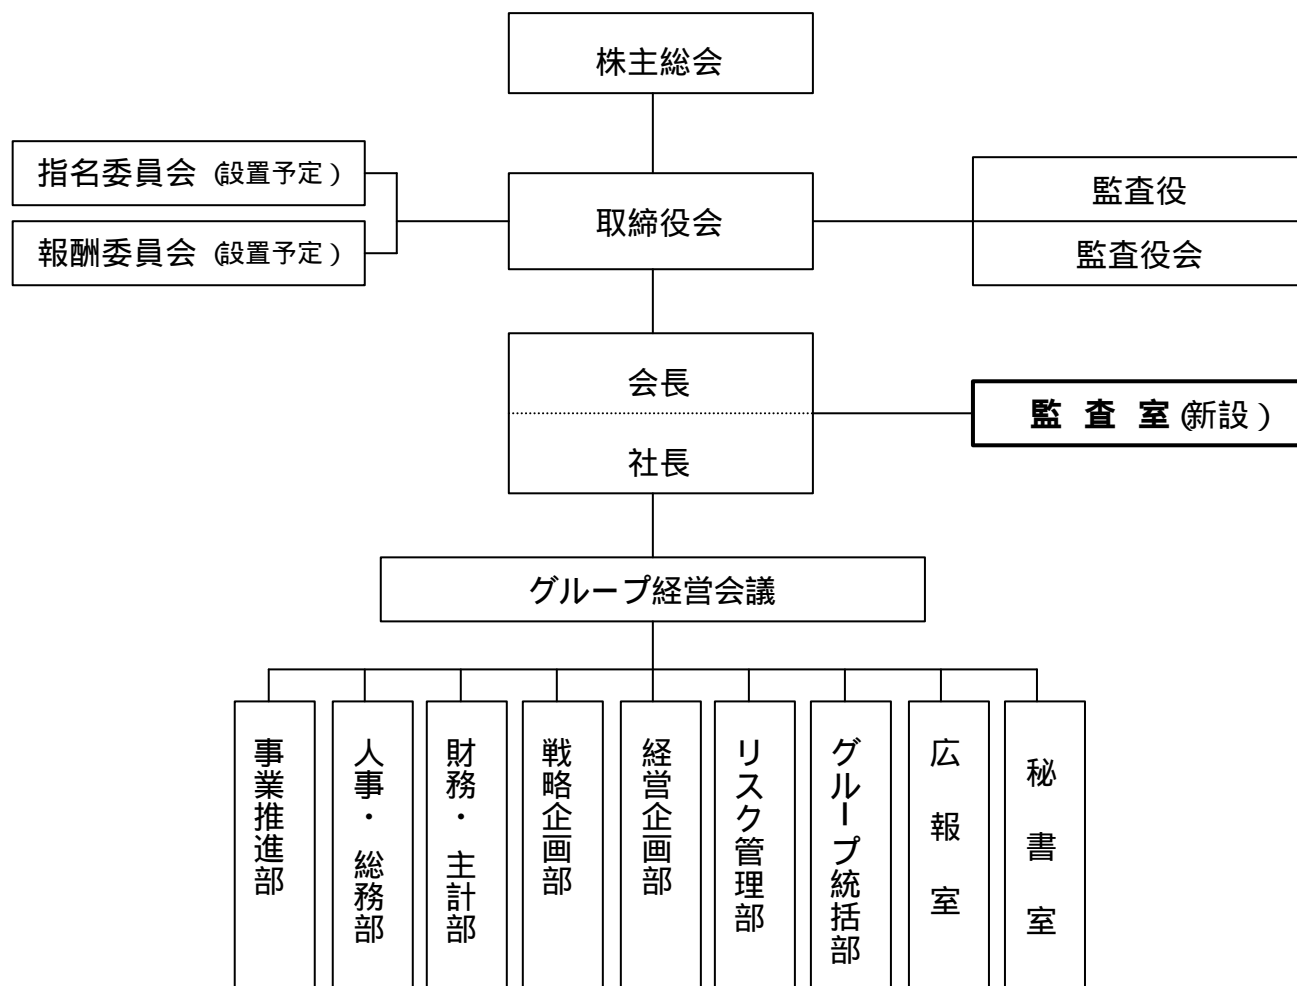 株主総会
指名委員会（設置予定）
報酬委員会（設置予定）
取締役会
監査役
監査役会
会長
社長
監査室（新設）
グループ経営会議
事業推進部
人事・総務部
財務・主計部
戦略企画部
経営企画部
リスク管理部
グループ統括部
広報室
秘書室